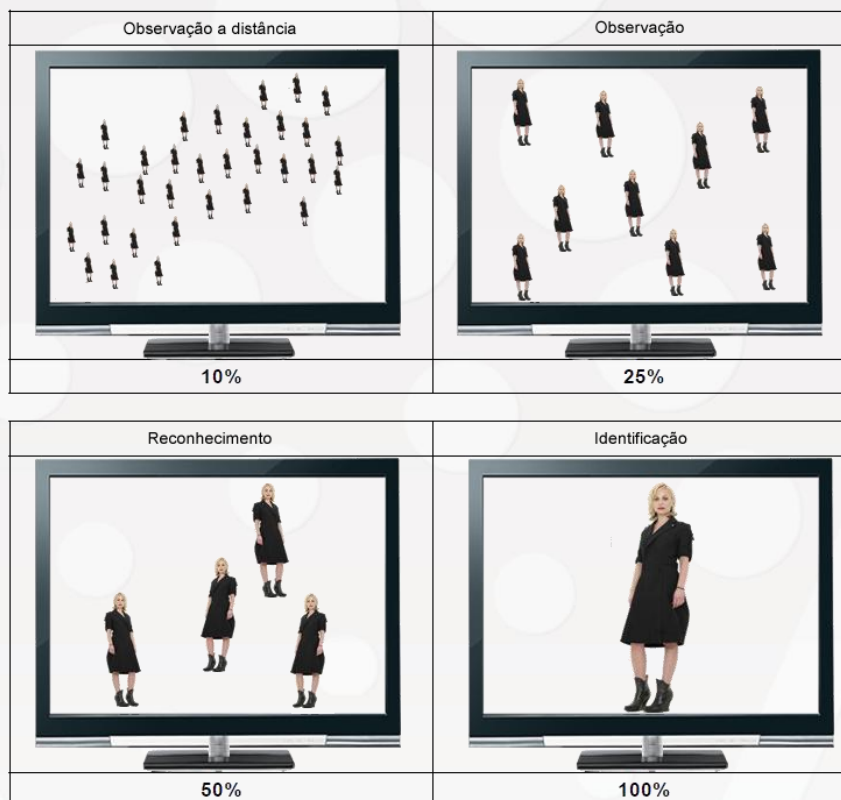 Observação a distância
Observação
10%
25%
Reconhecimento
Identificação
50%
100%